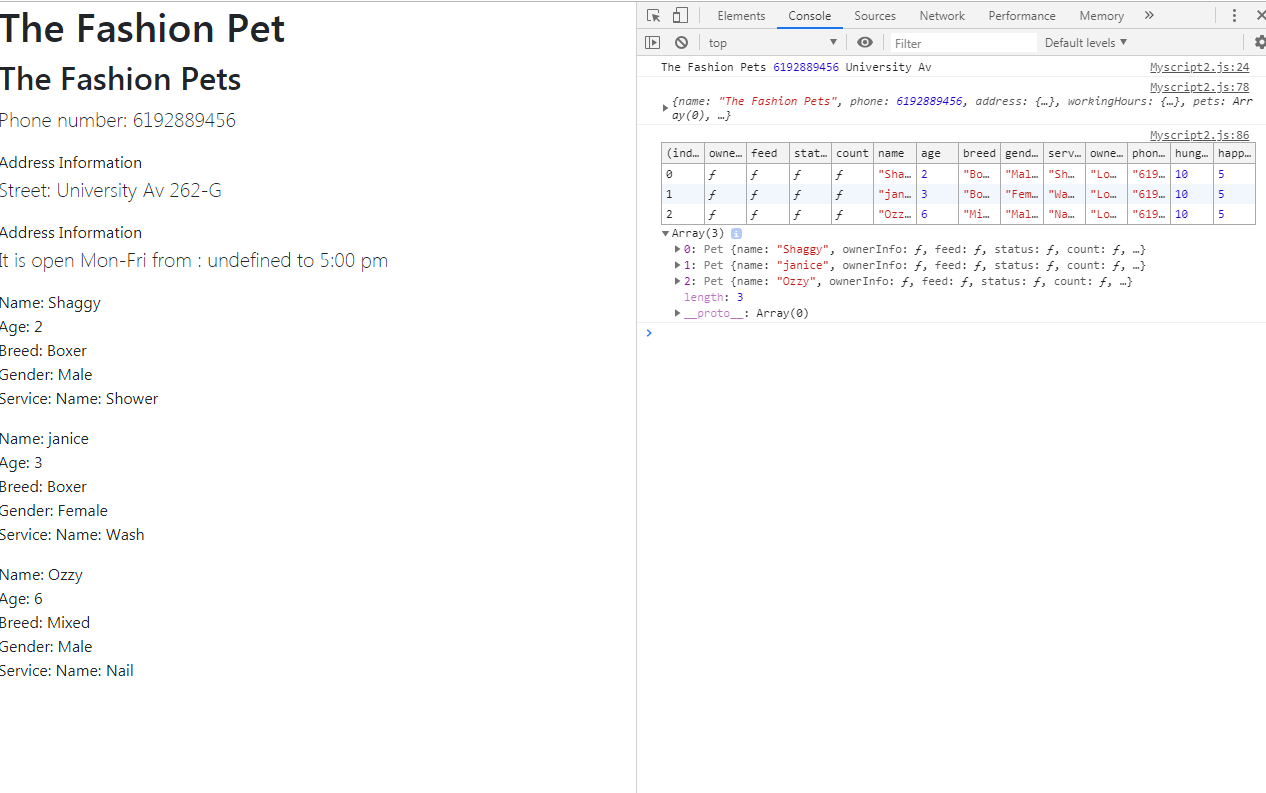 The Fashion Pet
The Fashion Pets
Phone number: 6192889456
Address Information
Street: University Av 262-G
Address Information
It is open Mon-Fri from : undefined to 5:00 pm
Name: Shaggy
Age: 2
Breed: Boxer
Gender: Male
Service: Name: Shower
Name: janice
Age: 3
Breed: Boxer
Gender: Female
Service: Name: Wash
Name: Ozzy
Age: 6
Breed: Mixed
Gender: Male
Service: Name: Nail
Elements Console Sources Network Performance Memory »
top Filter Default levels
The Fashion Pets 6192889456 University Av Myscript2.js:24
Myscript2.js:78
{name: "The Fashion Pets", phone: 6192889456, address: {…}, workingHours: {…}, pets: Arr
ay(0), …}
Myscript2.js:86
(ind… owne… feed stat… count name age breed gend… serv… owne… phon… hung… happ…
0 ƒ ƒ ƒ ƒ "Sha… 2 "Bo… "Mal… "Sh… "Lo… "619… 10 5
1 ƒ ƒ ƒ ƒ "jan… 3 "Bo… "Fem… "Wa… "Lo… "619… 10 5
2 ƒ ƒ ƒ ƒ "Ozz… 6 "Mi… "Mal… "Na… "Lo… "619… 10 5
Array(3) i
0: Pet {name: "Shaggy", ownerInfo: ƒ, feed: ƒ, status: ƒ, count: ƒ, …}
1: Pet {name: "janice", ownerInfo: ƒ, feed: ƒ, status: ƒ, count: ƒ, …}
2: Pet {name: "Ozzy", ownerInfo: ƒ, feed: ƒ, status: ƒ, count: ƒ, …}
length: 3
__proto__: Array(0)